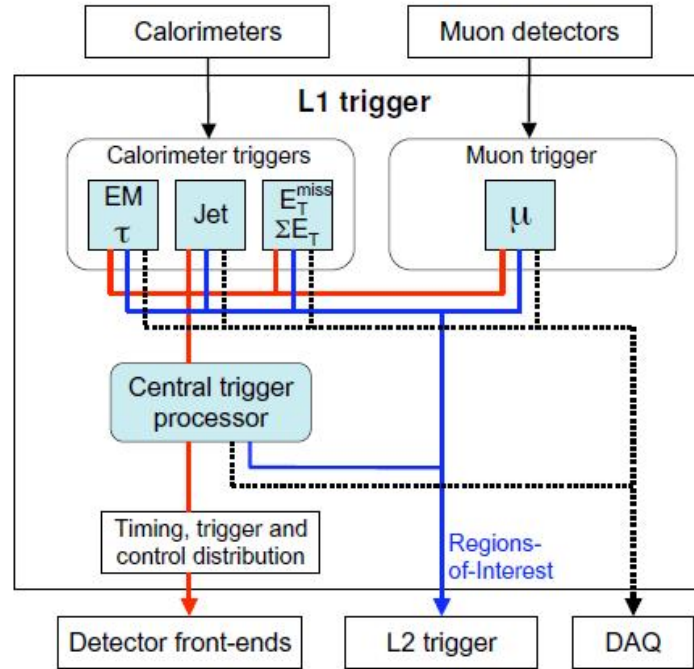 Calorimeters
Muon detectors
L1 trigger
Calorimeter triggers
Muon trigger
EM
τ
Jet
E_T^miss
ΣE_T
μ
Central trigger
processor
Timing, trigger and
control distribution
Regions-
of-Interest
Detector front-ends
L2 trigger
DAQ